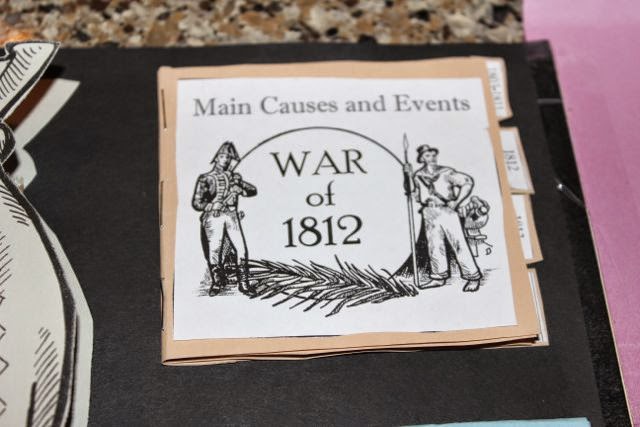 Main Causes and Events
WAR
of
1812
1812